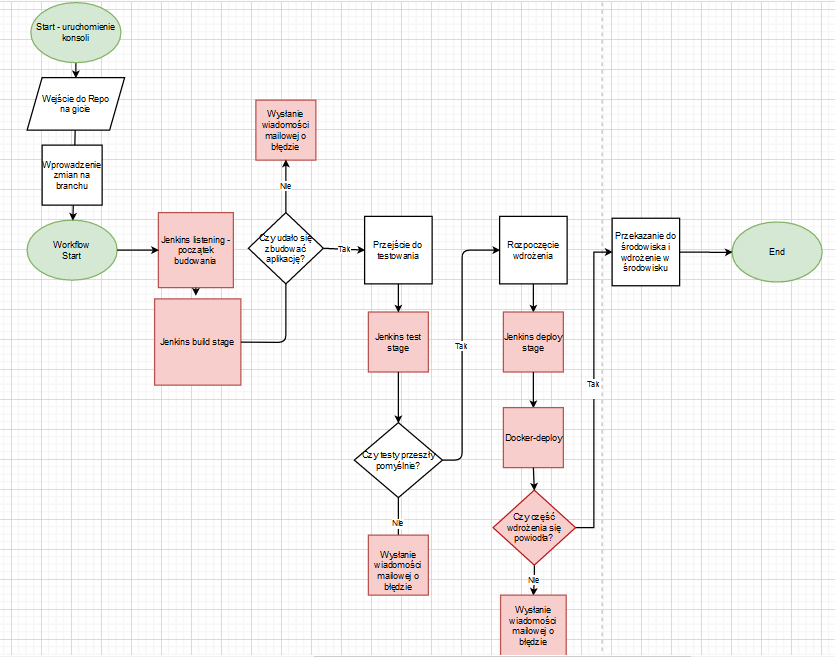 Start - uruchomienie
konsoli
Wejście do Repo
na gicie
Wprowadzenie
zmian na
branchu
Workflow
Start
Jenkins listening -
początek
budowania
Jenkins build stage
Czy udało się
zbudować
aplikację?
Nie
Wysłanie
wiadomości
mailowej o
błędzie
Tak
Przejście do
testowania
Jenkins test
stage
Czy testy przeszły
pomyślnie?
Nie
Wysłanie
wiadomości
mailowej o
błędzie
Tak
Rozpoczęcie
wdrożenia
Jenkins deploy
stage
Docker-deploy
Czy część
wdrożenia się
powiodła?
Nie
Wysłanie
wiadomości
mailowej o
błędzie
Tak
Przekazanie do
środowiska i
wdrożenie w
środowisku
End